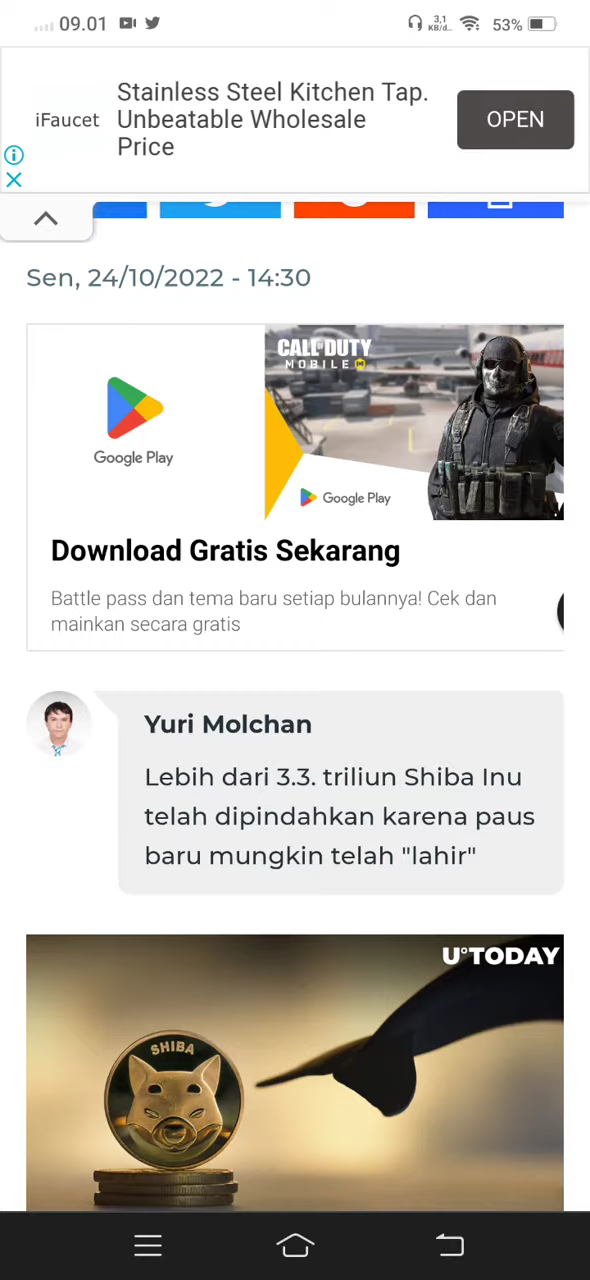 09.01
3,1
KB/d...
53%
iFaucet
Stainless Steel Kitchen Tap.
Unbeatable Wholesale
Price
OPEN
Sen, 24/10/2022 - 14:30
Google Play
CALL OF DUTY
MOBILE
Google Play
Download Gratis Sekarang
Battle pass dan tema baru setiap bulannya! Cek dan
mainkan secara gratis
Yuri Molchan
Lebih dari 3.3. triliun Shiba Inu
telah dipindahkan karena paus
baru mungkin telah "lahir"
U°TODAY
SHIBA